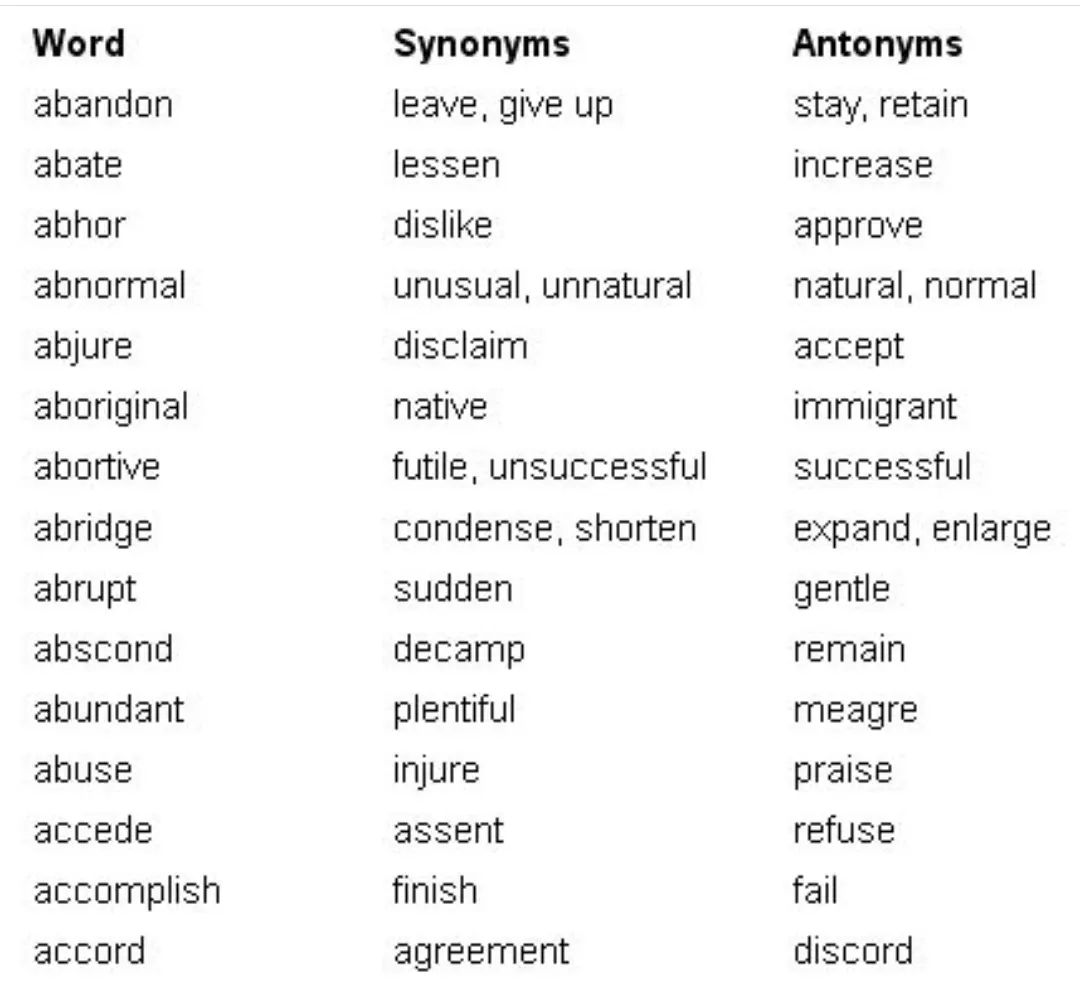 Word Synonyms Antonyms
abandon leave, give up stay, retain
abate lessen increase
abhor dislike approve
abnormal unusual, unnatural natural, normal
abjure disclaim accept
aboriginal native immigrant
abortive futile, unsuccessful successful
abridge condense, shorten expand, enlarge
abrupt sudden gentle
abscond decamp remain
abundant plentiful meagre
abuse injure praise
accede assent refuse
accomplish finish fail
accord agreement discord